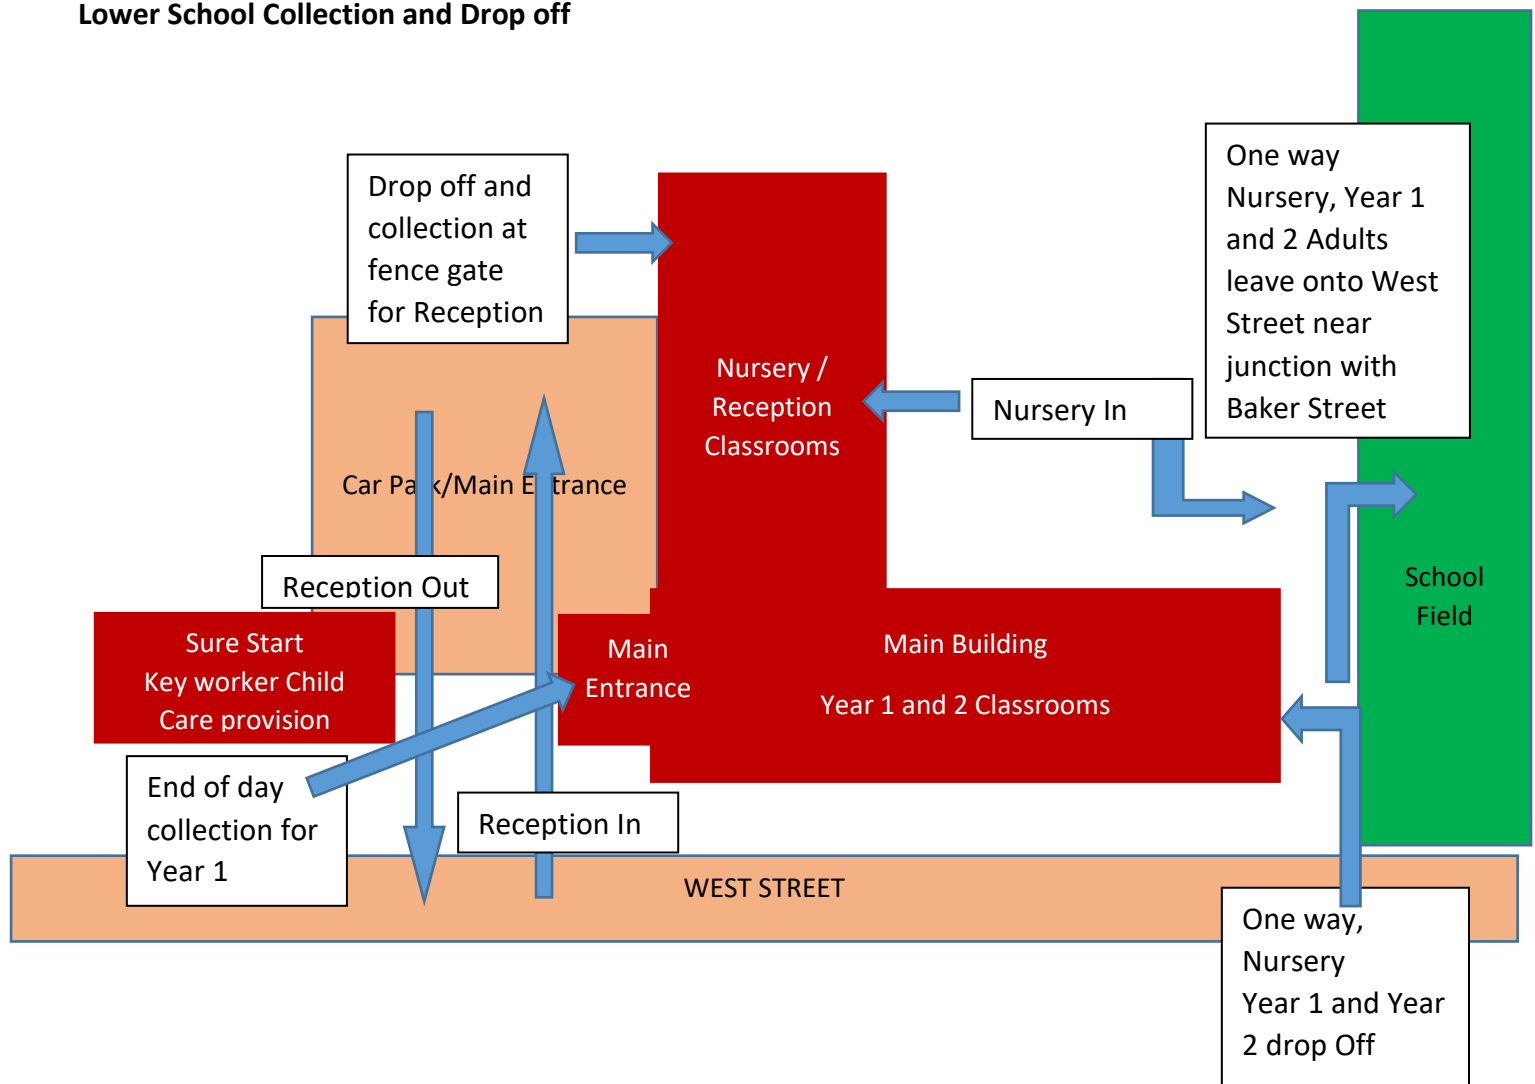 Lower School Collection and Drop off
Drop off and
collection at
fence gate
for Reception
One way
Nursery, Year 1
and 2 Adults
leave onto West
Street near
junction with
Baker Street
Nursery /
Reception
Classrooms
Nursery In
Car Park/Main Entrance
Reception Out
School
Field
Sure Start
Key worker Child
Care provision
Main
Entrance
Main Building
Year 1 and 2 Classrooms
End of day
collection for
Year 1
Reception In
WEST STREET
One way,
Nursery
Year 1 and Year
2 drop Off